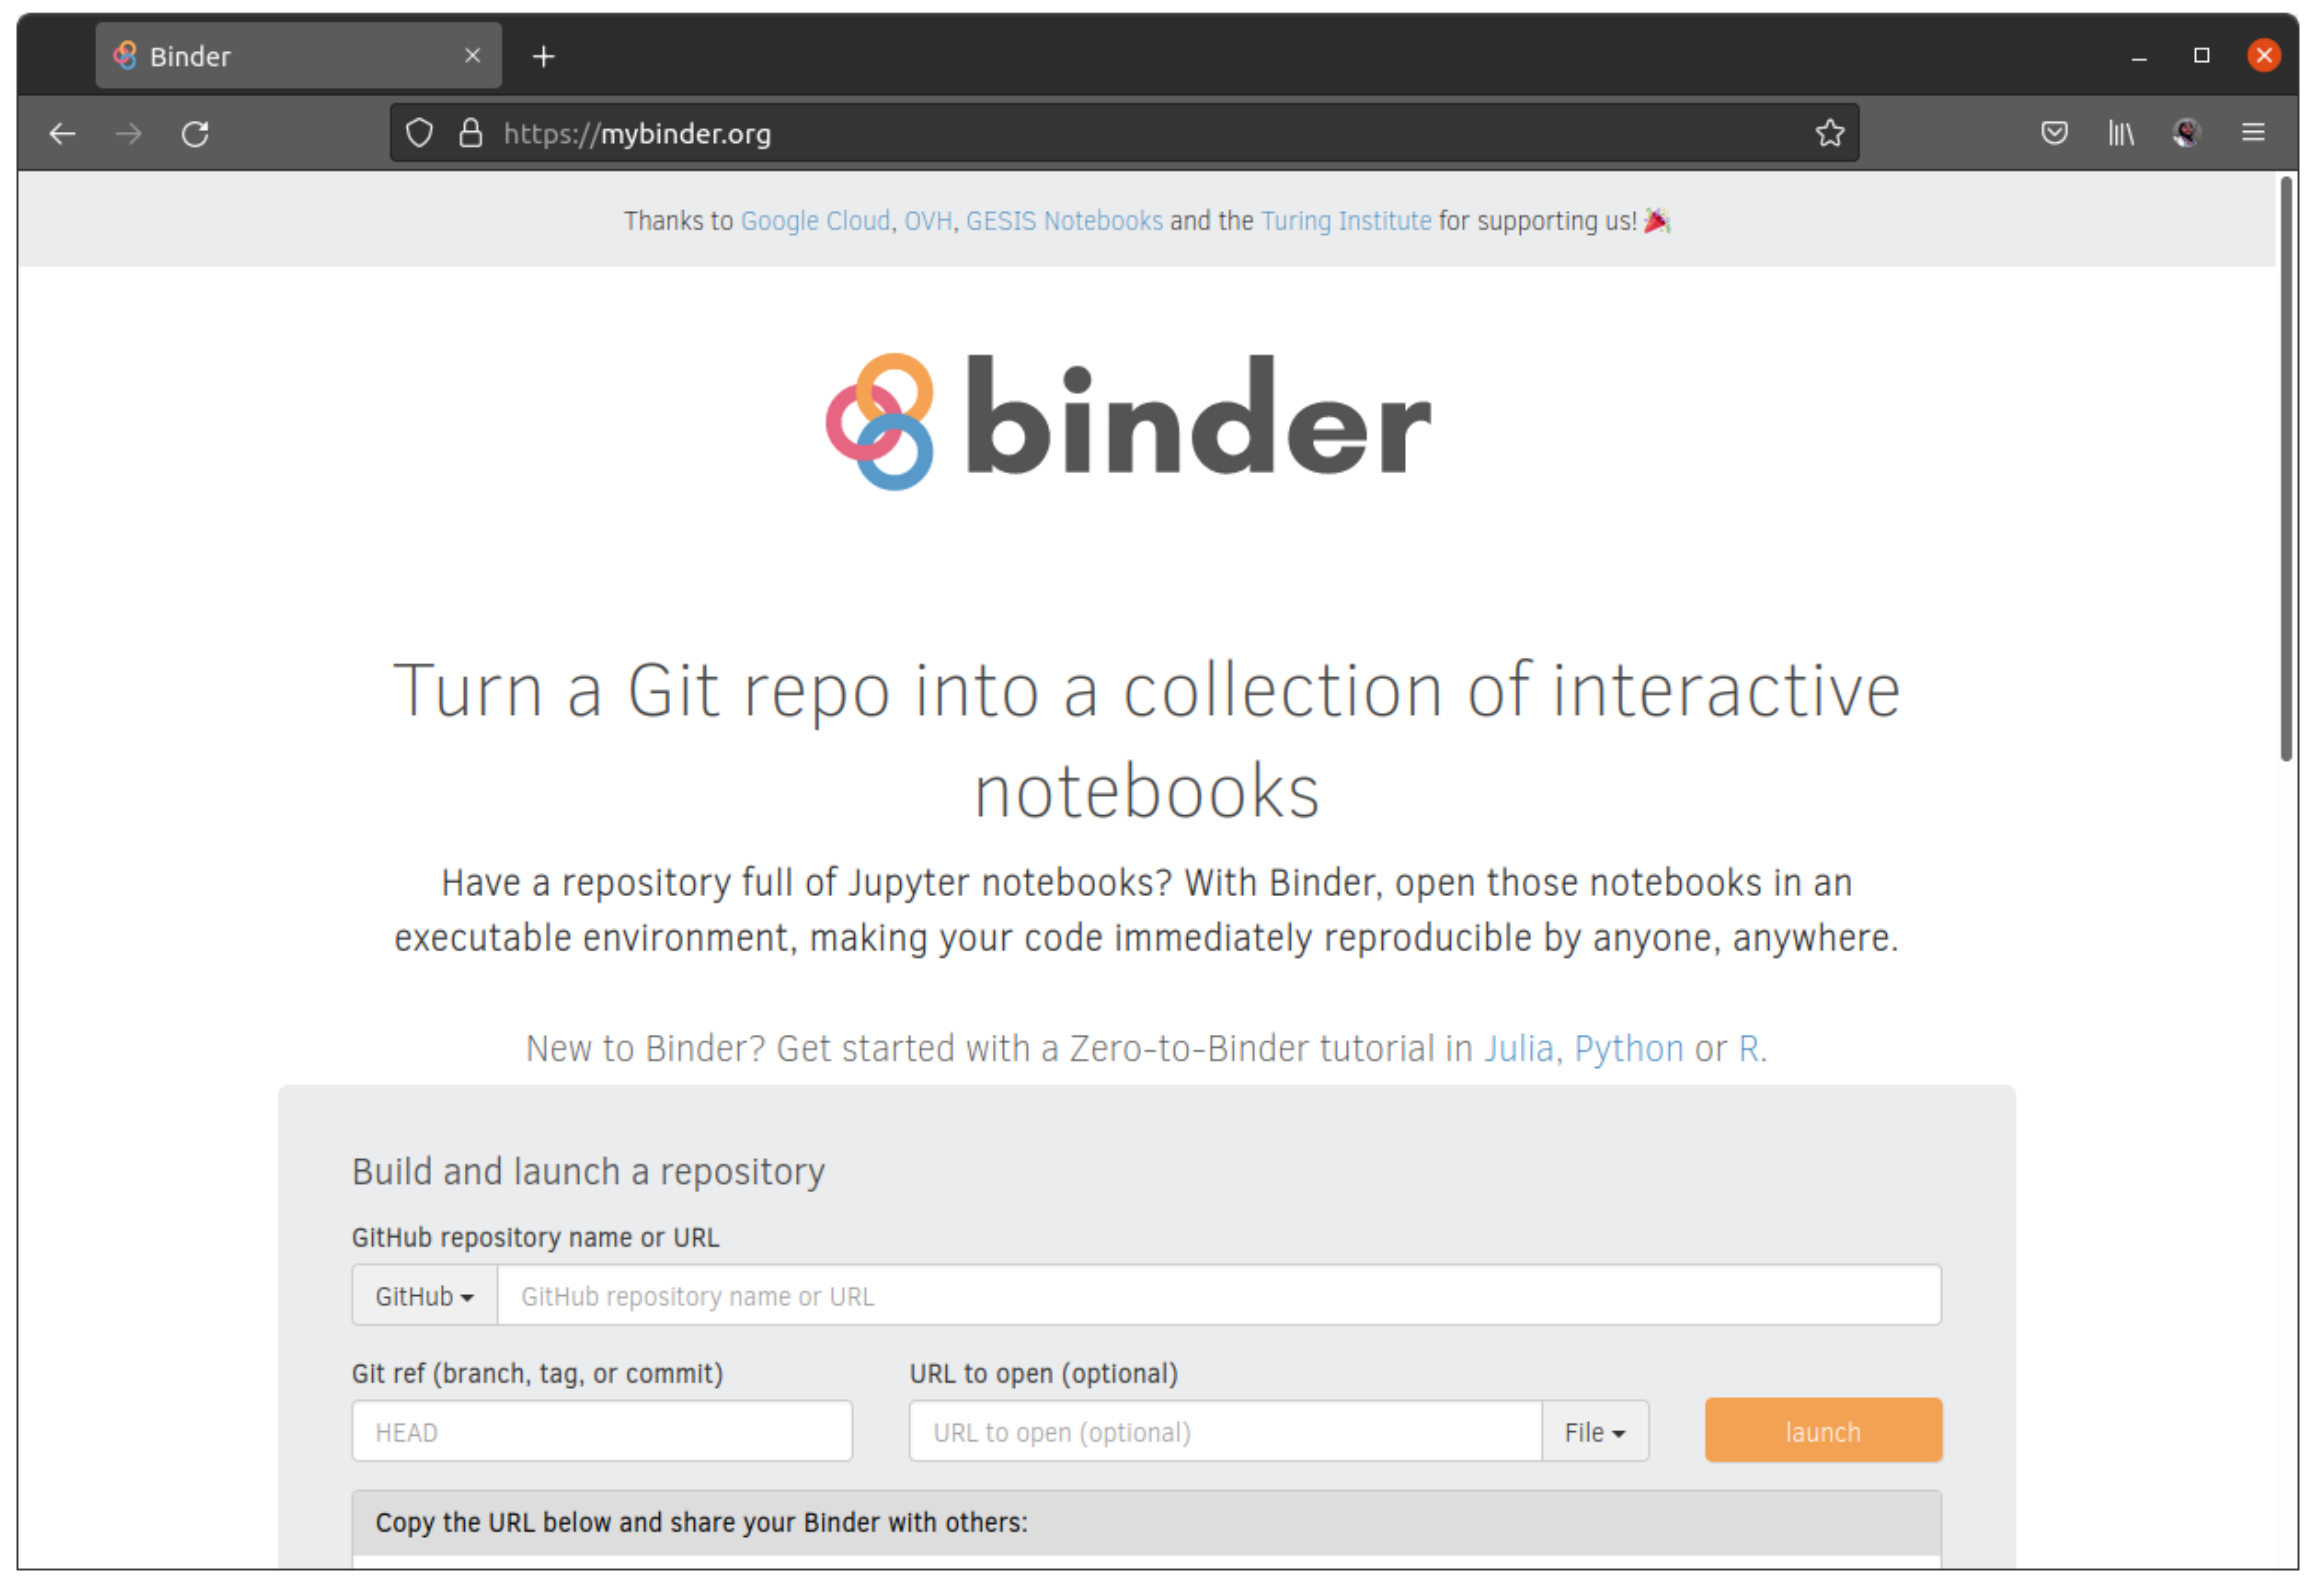 Binder
https://mybinder.org
Thanks to Google Cloud, OVH, GESIS Notebooks and the Turing Institute for supporting us! 🎉
binder
Turn a Git repo into a collection of interactive
notebooks
Have a repository full of Jupyter notebooks? With Binder, open those notebooks in an
executable environment, making your code immediately reproducible by anyone, anywhere.
New to Binder? Get started with a Zero-to-Binder tutorial in Julia, Python or R.
Build and launch a repository
GitHub repository name or URL
GitHub GitHub repository name or URL
Git ref (branch, tag, or commit) URL to open (optional)
HEAD URL to open (optional) File launch
Copy the URL below and share your Binder with others: